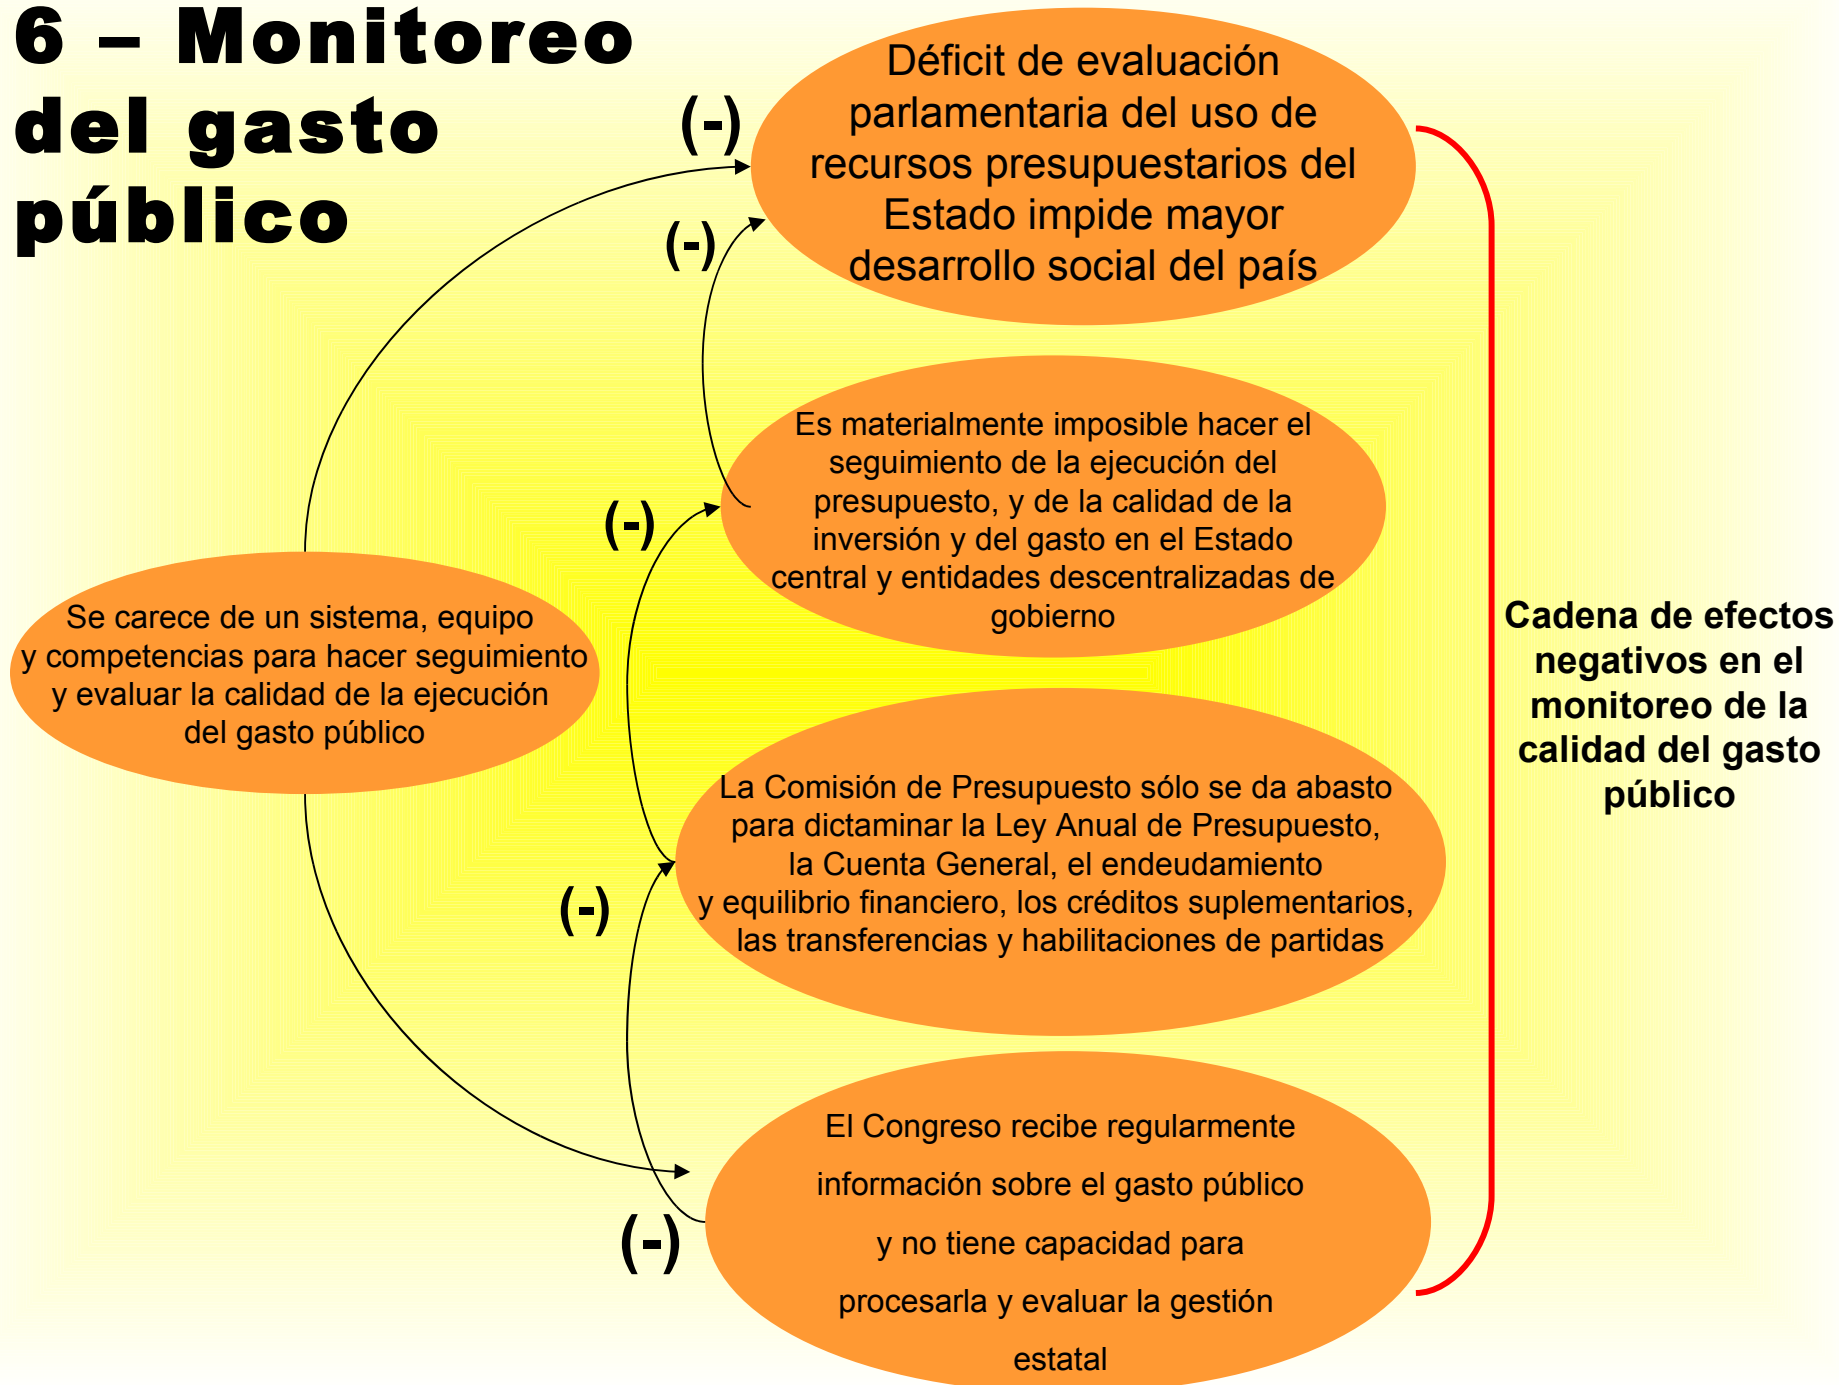 6 – Monitoreo
del gasto
público
(-)
Déficit de evaluación
parlamentaria del uso de
recursos presupuestarios del
Estado impide mayor
desarrollo social del país
(-)
Es materialmente imposible hacer el
seguimiento de la ejecución del
presupuesto, y de la calidad de la
inversión y del gasto en el Estado
central y entidades descentralizadas de
gobierno
(-)
Se carece de un sistema, equipo
y competencias para hacer seguimiento
y evaluar la calidad de la ejecución
del gasto público
Cadena de efectos
negativos en el
monitoreo de la
calidad del gasto
público
La Comisión de Presupuesto sólo se da abasto
para dictaminar la Ley Anual de Presupuesto,
la Cuenta General, el endeudamiento
y equilibrio financiero, los créditos suplementarios,
las transferencias y habilitaciones de partidas
(-)
El Congreso recibe regularmente
información sobre el gasto público
y no tiene capacidad para
procesarla y evaluar la gestión
estatal
(-)